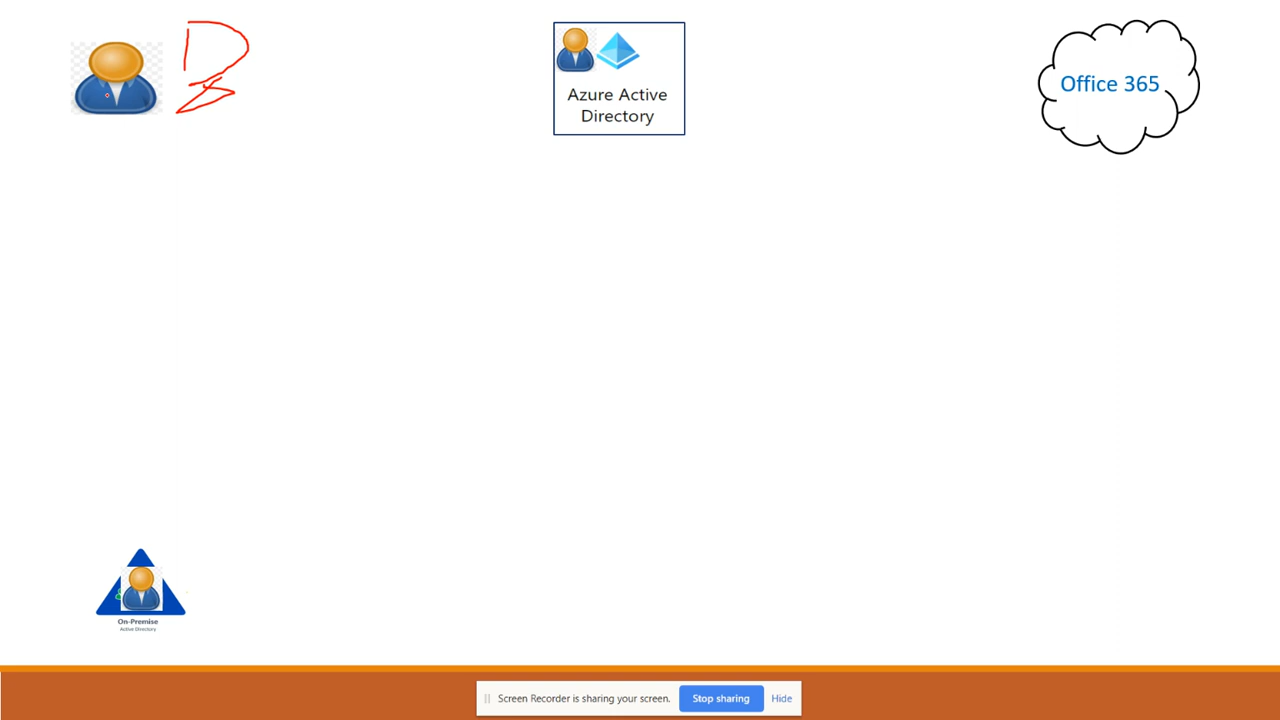 Azure Active
Directory
Office 365
On-Premise
Active Directory
Screen Recorder is sharing your screen.
Stop sharing
Hide